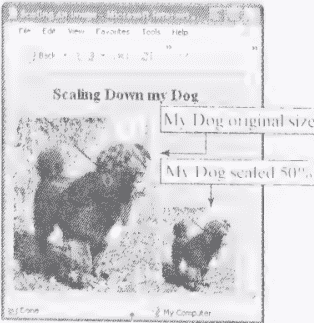 File Edit View Favorites Tools Help
Back
Scaling Down my Dog
My Dog original size
My Dog scaled 50%
Done
My Computer